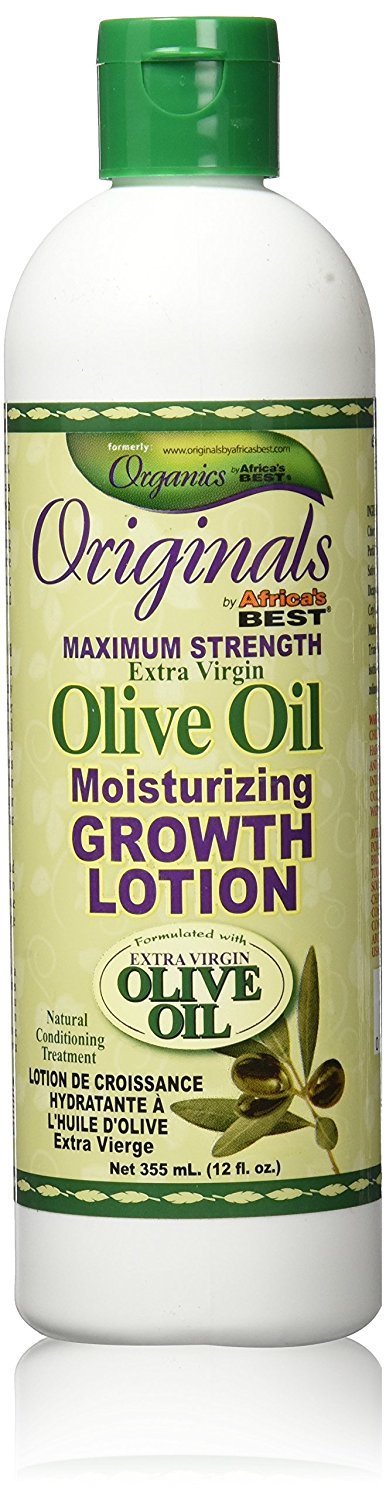 formerly: www.originalsbyafricasbest.com
Organics by Africa's BEST®
Originals
by Africa's BEST®
MAXIMUM STRENGTH
Extra Virgin
Olive Oil
Moisturizing
GROWTH
LOTION
Formulated with
EXTRA VIRGIN
OLIVE
OIL
Natural
Conditioning
Treatment
LOTION DE CROISSANCE
HYDRATANTE À
L'HUILE D'OLIVE
Extra Vierge
Net 355 mL. (12 fl. oz.)